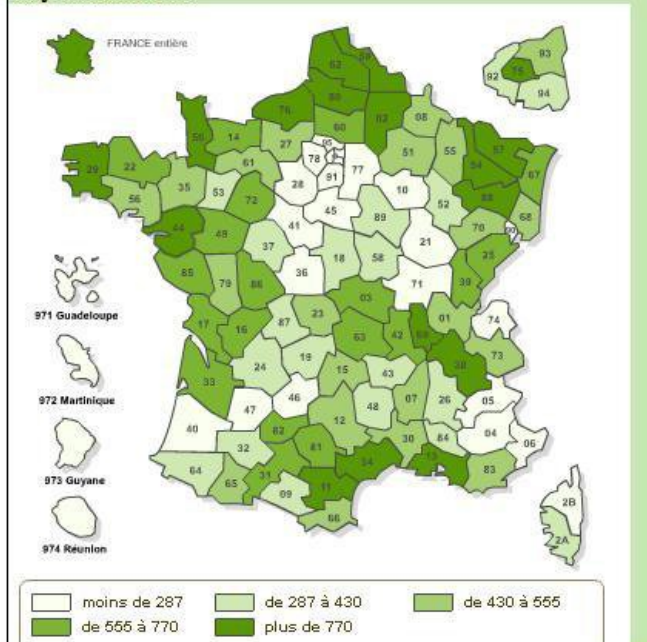 FRANCE entière
93
92 75
94
62 59
80
76 02
60 08
50 14 27 95 51 55 57
54
61 78 77 67
29 22 91 88
35 53 28 10
56 72 45 52 68
89 70 90
44 49 41 21 25
37 18 58
36 39
85 79 86 71
03
17 16 87 23 01 74
63 42 69
24 19 38 73
33 15 43
46 07 26 05
47 48
40 12
82 30 84 04 06
32 81
34 13 83
64 31 11
65 09
66
2B
2A
971 Guadeloupe
972 Martinique
973 Guyane
974 Réunion
moins de 287 de 287 à 430 de 430 à 555
de 555 à 770 plus de 770